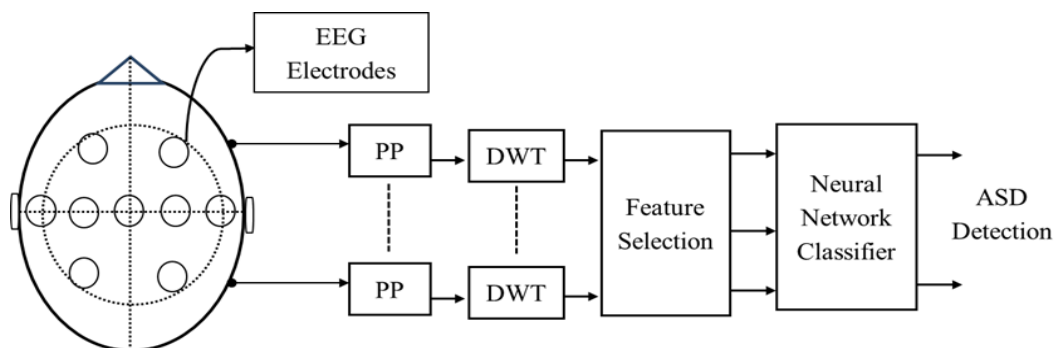 EEG
Electrodes
PP
DWT
Feature
Selection
Neural
Network
Classifier
ASD
Detection
PP
DWT